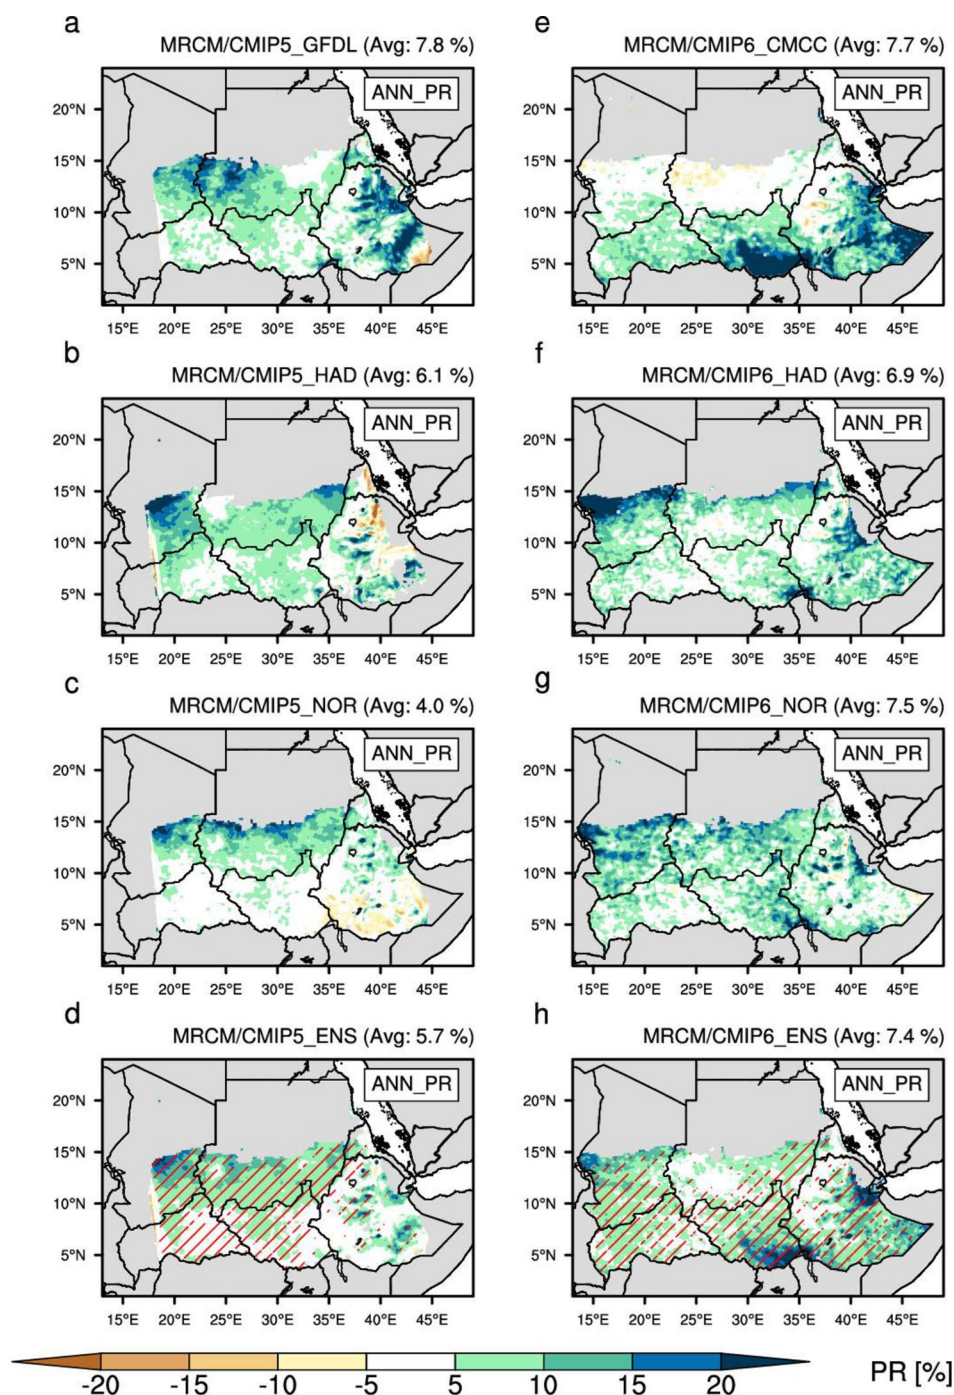 a
MRCM/CMIP5_GFDL (Avg: 7.8 %)
ANN_PR
20°N
15°N
10°N
5°N
15°E 20°E 25°E 30°E 35°E 40°E 45°E
e
MRCM/CMIP6_CMCC (Avg: 7.7 %)
ANN_PR
20°N
15°N
10°N
5°N
15°E 20°E 25°E 30°E 35°E 40°E 45°E
b
MRCM/CMIP5_HAD (Avg: 6.1 %)
ANN_PR
20°N
15°N
10°N
5°N
15°E 20°E 25°E 30°E 35°E 40°E 45°E
f
MRCM/CMIP6_HAD (Avg: 6.9 %)
ANN_PR
20°N
15°N
10°N
5°N
15°E 20°E 25°E 30°E 35°E 40°E 45°E
c
MRCM/CMIP5_NOR (Avg: 4.0 %)
ANN_PR
20°N
15°N
10°N
5°N
15°E 20°E 25°E 30°E 35°E 40°E 45°E
g
MRCM/CMIP6_NOR (Avg: 7.5 %)
ANN_PR
20°N
15°N
10°N
5°N
15°E 20°E 25°E 30°E 35°E 40°E 45°E
d
MRCM/CMIP5_ENS (Avg: 5.7 %)
ANN_PR
20°N
15°N
10°N
5°N
15°E 20°E 25°E 30°E 35°E 40°E 45°E
h
MRCM/CMIP6_ENS (Avg: 7.4 %)
ANN_PR
20°N
15°N
10°N
5°N
15°E 20°E 25°E 30°E 35°E 40°E 45°E
-20 -15 -10 -5 5 10 15 20 PR [%]